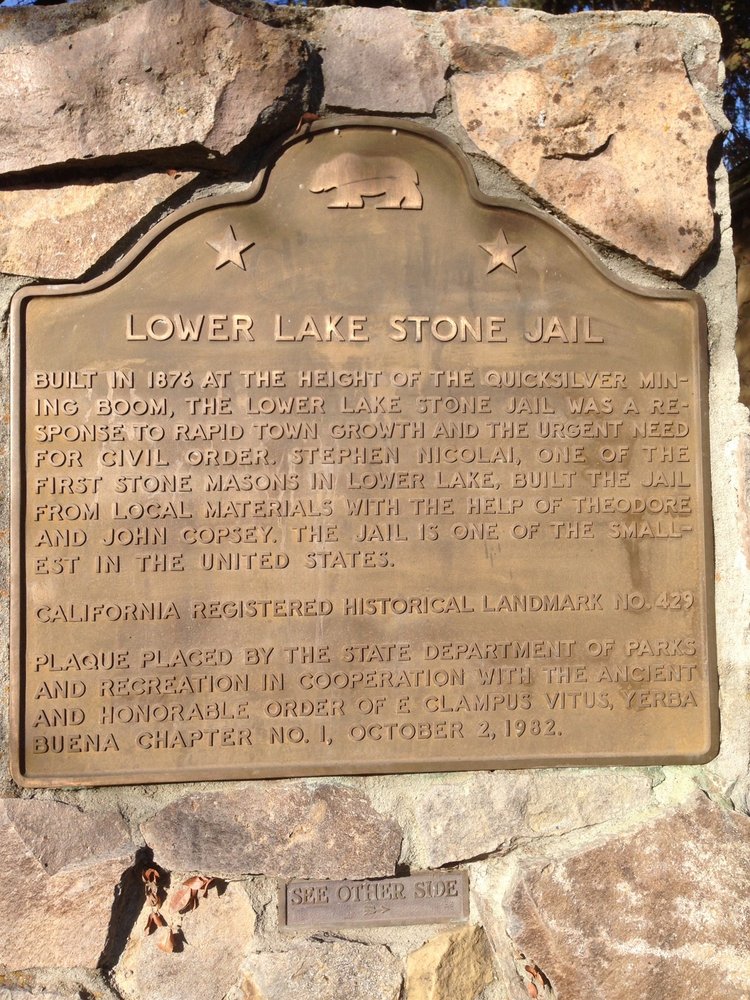 LOWER LAKE STONE JAIL
BUILT IN 1876 AT THE HEIGHT OF THE QUICKSILVER MIN-
ING BOOM, THE LOWER LAKE STONE JAIL WAS A RE-
SPONSE TO RAPID TOWN GROWTH AND THE URGENT NEED
FOR CIVIL ORDER. STEPHEN NICOLAI, ONE OF THE
FIRST STONE MASONS IN LOWER LAKE, BUILT THE JAIL
FROM LOCAL MATERIALS WITH THE HELP OF THEODORE
AND JOHN COPSEY. THE JAIL IS ONE OF THE SMALL-
EST IN THE UNITED STATES.
CALIFORNIA REGISTERED HISTORICAL LANDMARK NO. 429
PLAQUE PLACED BY THE STATE DEPARTMENT OF PARKS
AND RECREATION IN COOPERATION WITH THE ANCIENT
AND HONORABLE ORDER OF E CLAMPUS VITUS, YERBA
BUENA CHAPTER NO. 1, OCTOBER 2, 1982.
SEE OTHER SIDE